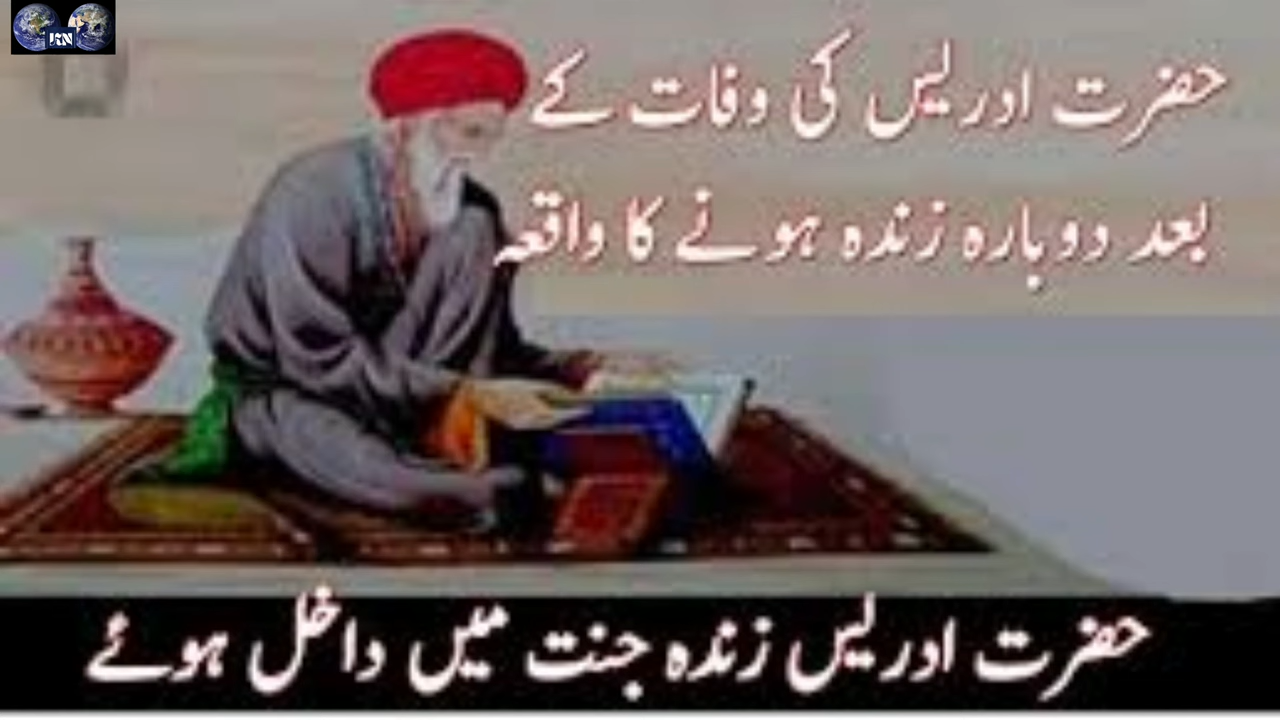 حضرت ادریس کی وفات کے
بعد دوبارہ زندہ ہونے کا واقعہ
حضرت ادریس زندہ جنت میں داخل ہوئے